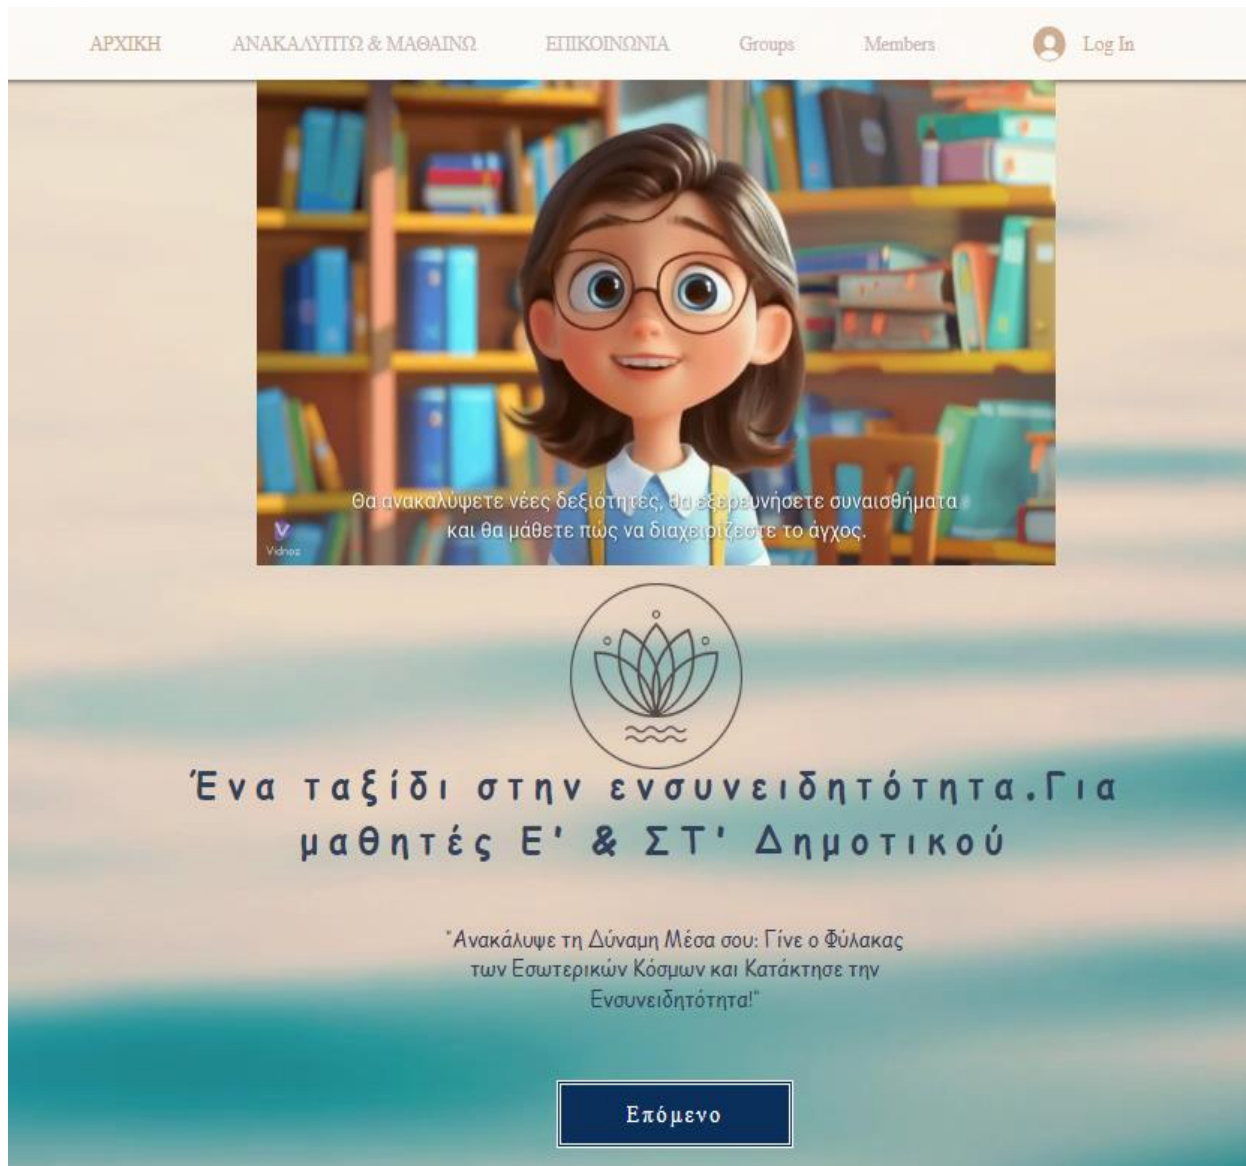 ΑΡΧΙΚΗ ΑΝΑΚΑΛΥΠΤΩ & ΜΑΘΑΙΝΩ ΕΠΙΚΟΙΝΩΝΙΑ Groups Members Log In
Θα ανακαλύψετε νέες δεξιότητες, θα εξερευνήσετε συναισθήματα
και θα μάθετε πώς να διαχειρίζεστε το άγχος.
Vidnoz
Ένα ταξίδι στην ενσυνειδητότητα.Για
μαθητές Ε' & ΣΤ' Δημοτικού
"Ανακάλυψε τη Δύναμη Μέσα σου: Γίνε ο Φύλακας
των Εσωτερικών Κόσμων και Κατάκτησε την
Ενσυνειδητότητα!"
Επόμενο